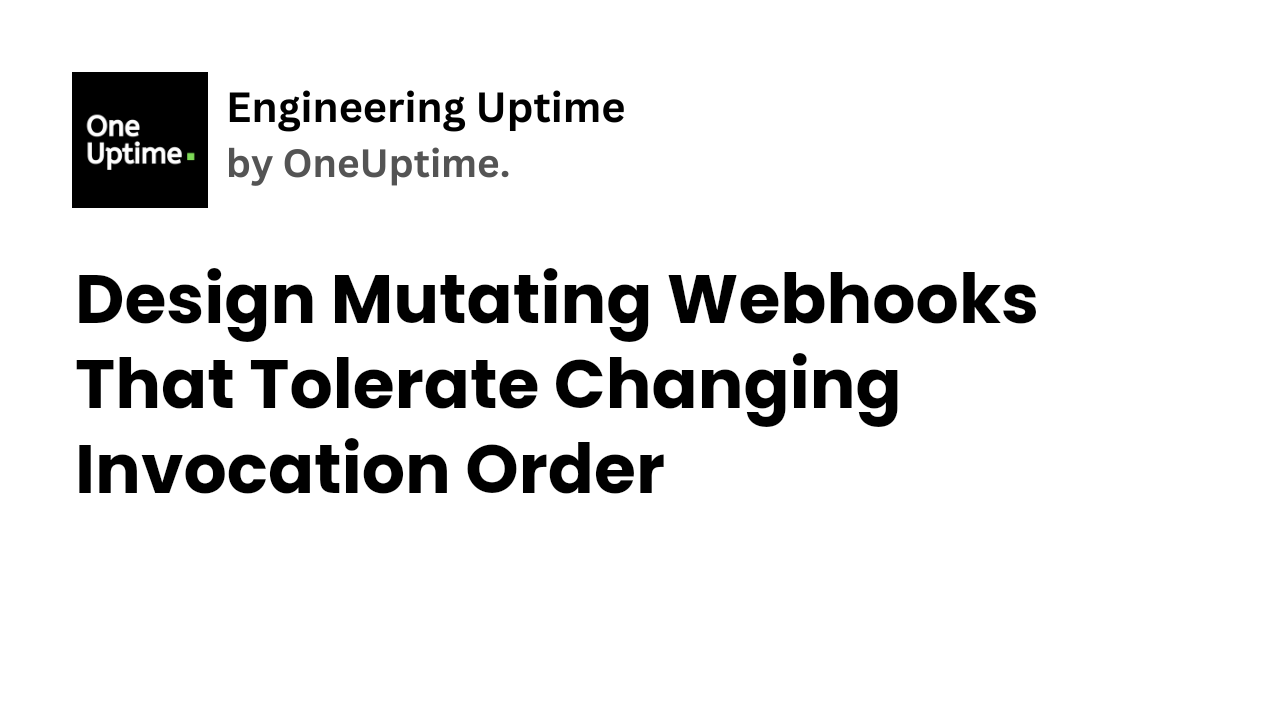 One
Uptime.
Engineering Uptime
by OneUptime.
Design Mutating Webhooks
That Tolerate Changing
Invocation Order